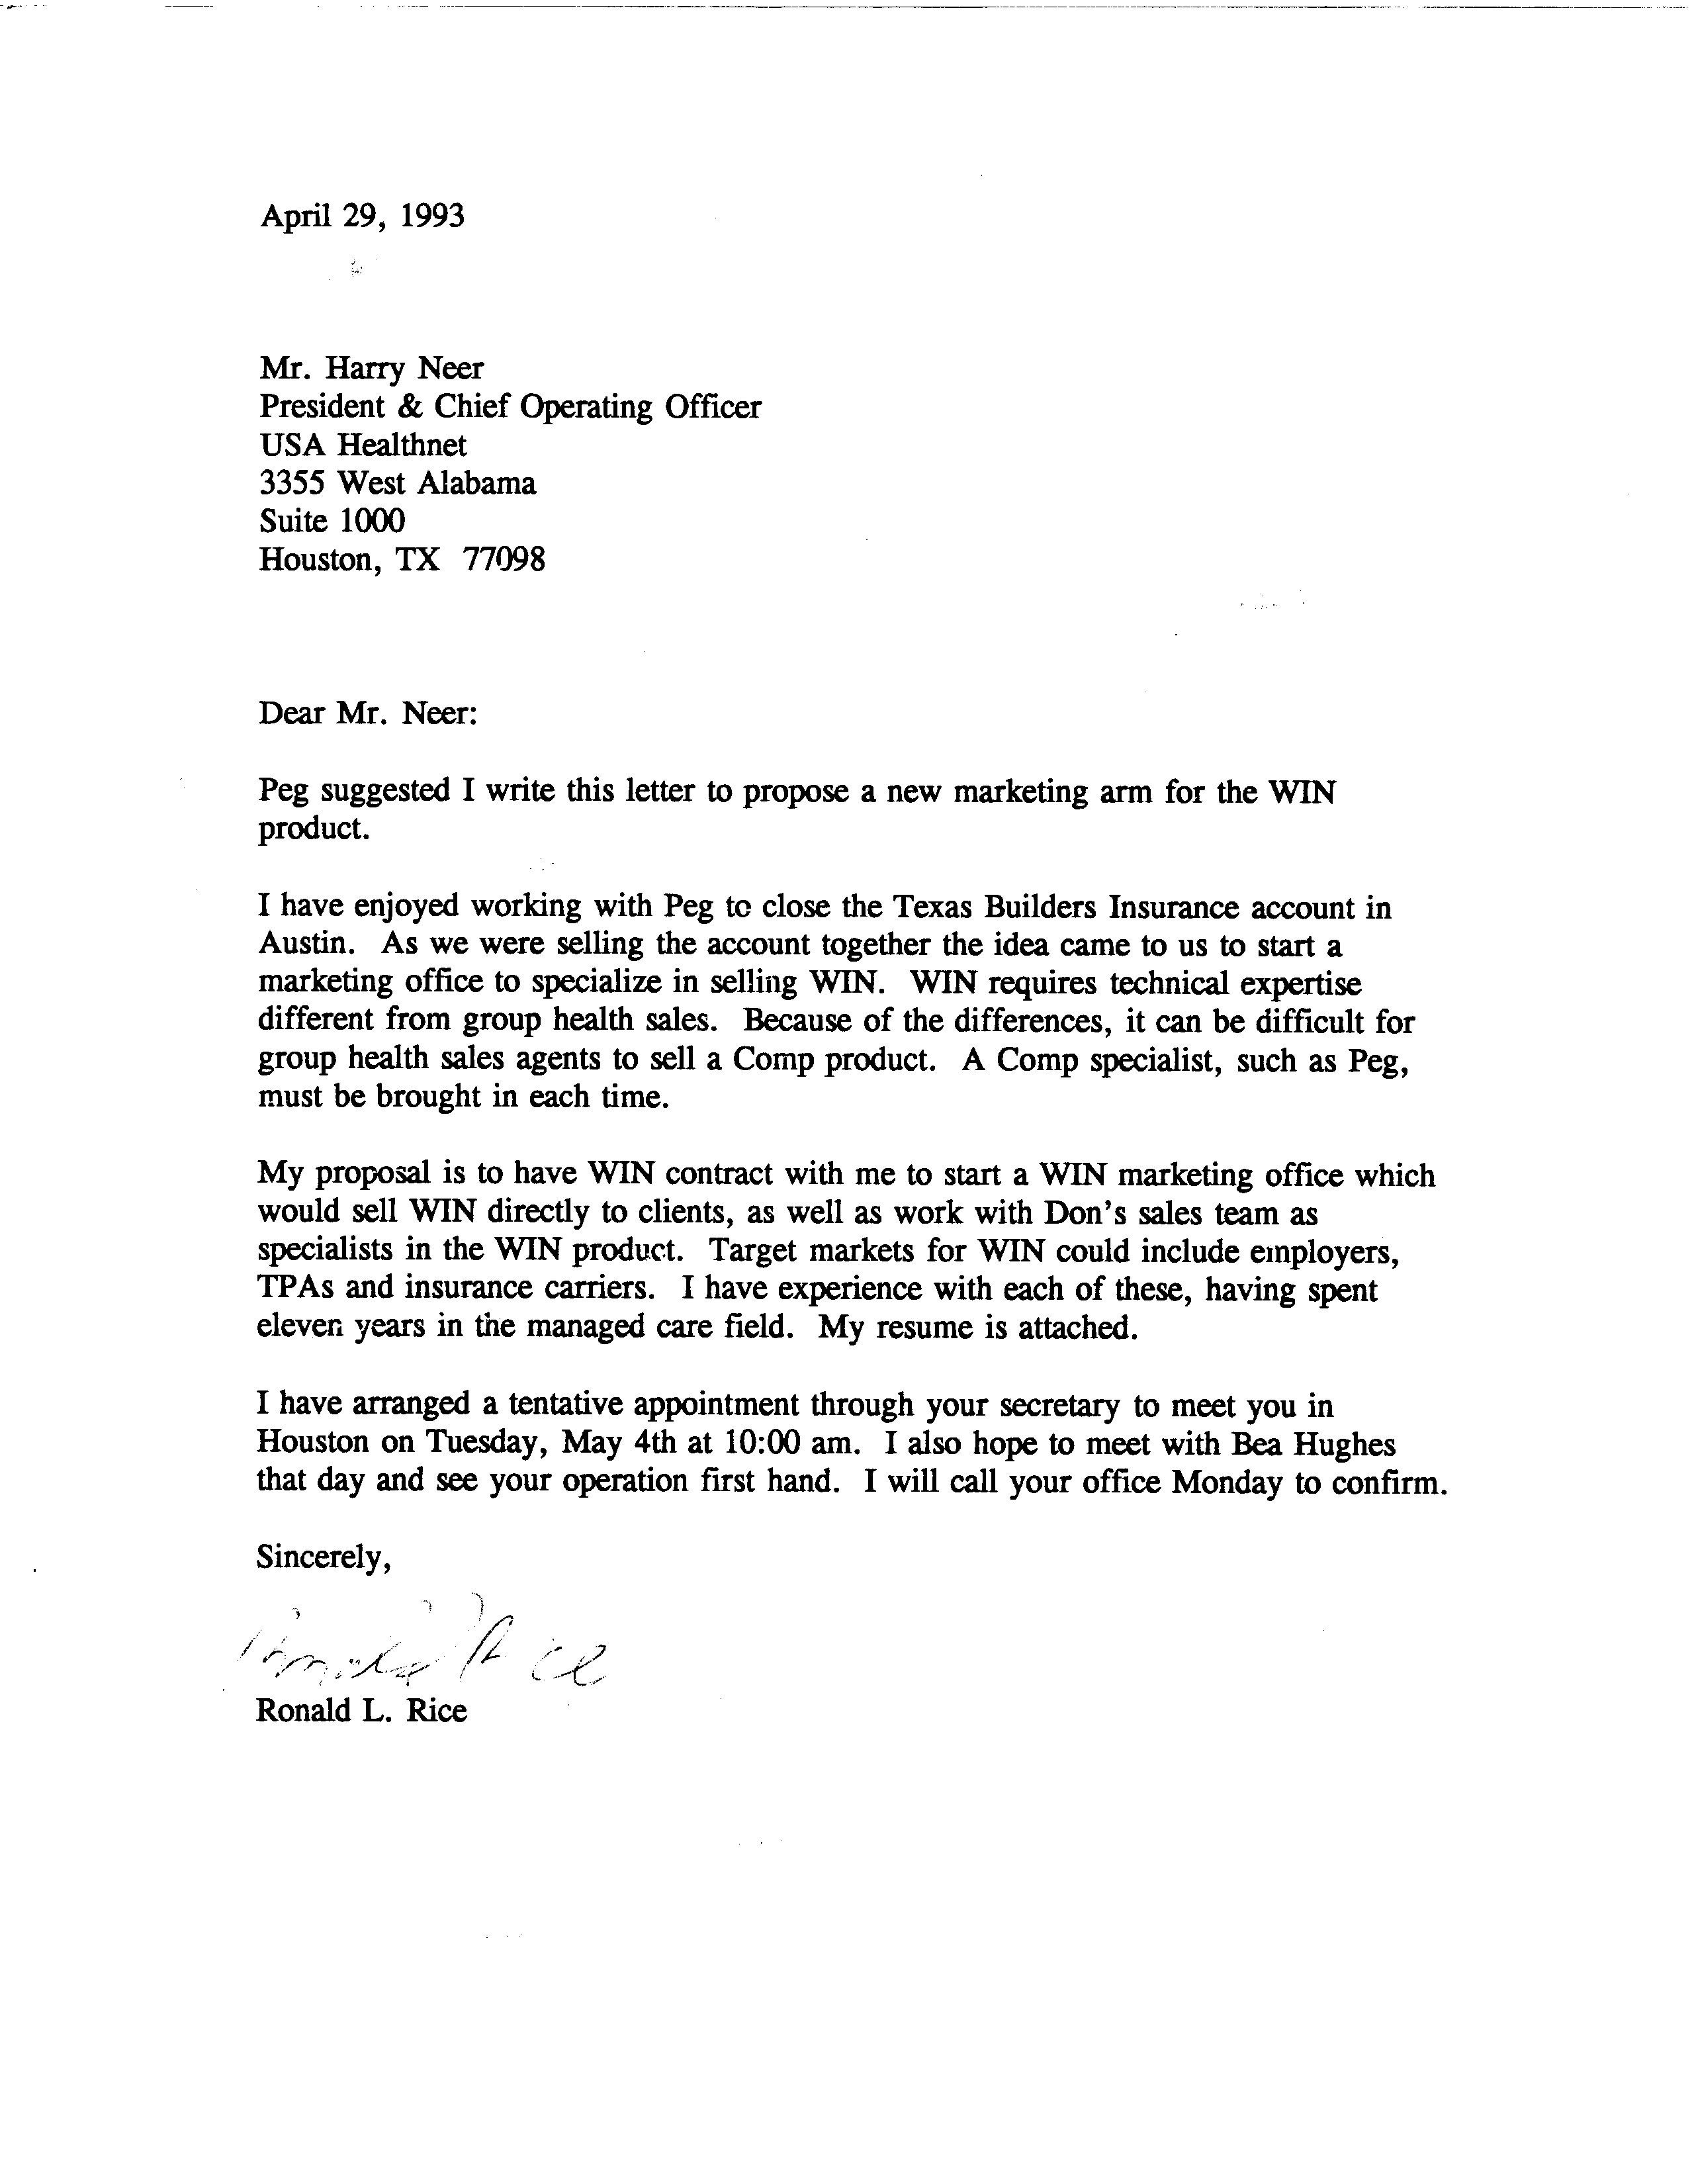 April 29, 1993
Mr. Harry Neer
President & Chief Operating Officer
USA Healthnet
3355 West Alabama
Suite 1000
Houston, TX 77098
Dear Mr. Neer:
Peg suggested I write this letter to propose a new marketing arm for the WIN
product.
I have enjoyed working with Peg to close the Texas Builders Insurance account in
Austin. As we were selling the account together the idea came to us to start a
marketing office to specialize in selling WIN. WIN requires technical expertise
different from group health sales. Because of the differences, it can be difficult for
group health sales agents to sell a Comp product. A Comp specialist, such as Peg,
must be brought in each time.
My proposal is to have WIN contract with me to start a WIN marketing office which
would sell WIN directly to clients, as well as work with Don's sales team as
specialists in the WIN product. Target markets for WIN could include employers,
TPAs and insurance carriers. I have experience with each of these, having spent
eleven years in the managed care field. My resume is attached.
I have arranged a tentative appointment through your secretary to meet you in
Houston on Tuesday, May 4th at 10:00 am. I also hope to meet with Bea Hughes
that day and see your operation first hand. I will call your office Monday to confirm.
Sincerely,
Ronald Rice
Ronald L. Rice